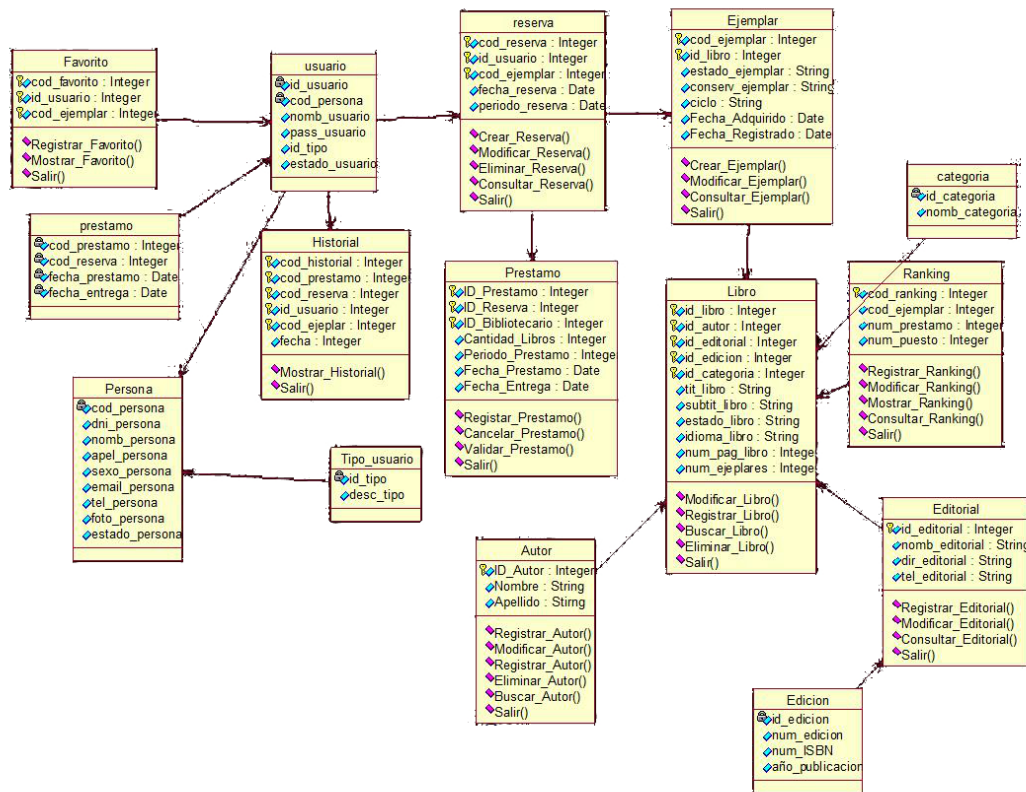 Favorito
cod_favorito : Integer
id_usuario : Integer
cod_ejemplar : Integer
Registrar_Favorito()
Mostrar_Favorito()
Salir()
usuario
id_usuario
cod_persona
nomb_usuario
pass_usuario
id_tipo
estado_usuario
reserva
cod_reserva : Integer
id_usuario : Integer
cod_ejemplar : Integer
fecha_reserva : Date
periodo_reserva : Date
Crear_Reserva()
Modificar_Reserva()
Eliminar_Reserva()
Consultar_Reserva()
Salir()
Ejemplar
cod_ejemplar : Integer
id_libro : Integer
estado_ejemplar : String
conserv_ejemplar : String
ciclo : String
Fecha_Adquirido : Date
Fecha_Registrado : Date
Crear_Ejemplar()
Modificar_Ejemplar()
Consultar_Ejemplar()
Salir()
categoria
id_categoria
nomb_categoria
prestamo
cod_prestamo : Integer
cod_reserva : Integer
fecha_prestamo : Date
fecha_entrega : Date
Historial
cod_historial : Integer
cod_prestamo : Integer
cod_reserva : Integer
id_usuario : Integer
cod_ejeplar : Integer
fecha : Integer
Mostrar_Historial()
Salir()
Prestamo
ID_Prestamo : Integer
ID_Reserva : Integer
ID_Bibliotecario : Integer
Cantidad_Libros : Integer
Periodo_Prestamo : Integer
Fecha_Prestamo : Date
Fecha_Entrega : Date
Registar_Prestamo()
Cancelar_Prestamo()
Validar_Prestamo()
Salir()
Libro
id_libro : Integer
id_autor : Integer
id_editorial : Integer
id_edicion : Integer
id_categoria : Integer
tit_libro : String
subtit_libro : String
estado_libro : String
idioma_libro : String
num_pag_libro : Integer
num_ejeplares : Integer
Modificar_Libro()
Registrar_Libro()
Buscar_Libro()
Eliminar_Libro()
Salir()
Ranking
cod_ranking : Integer
cod_ejemplar : Integer
num_prestamo : Integer
num_puesto : Integer
Registrar_Ranking()
Modificar_Ranking()
Mostrar_Ranking()
Consultar_Ranking()
Salir()
Persona
cod_persona
dni_persona
nomb_persona
apel_persona
sexo_persona
email_persona
tel_persona
foto_persona
estado_persona
Tipo_usuario
id_tipo
desc_tipo
Autor
ID_Autor : Integer
Nombre : String
Apellido : Stirng
Registrar_Autor()
Modificar_Autor()
Registrar_Autor()
Eliminar_Autor()
Buscar_Autor()
Salir()
Editorial
id_editorial : Integer
nomb_editorial : String
dir_editorial : String
tel_editorial : String
Registrar_Editorial()
Modificar_Editorial()
Consultar_Editorial()
Salir()
Edicion
id_edicion
num_edicion
num_ISBN
año_publicacion